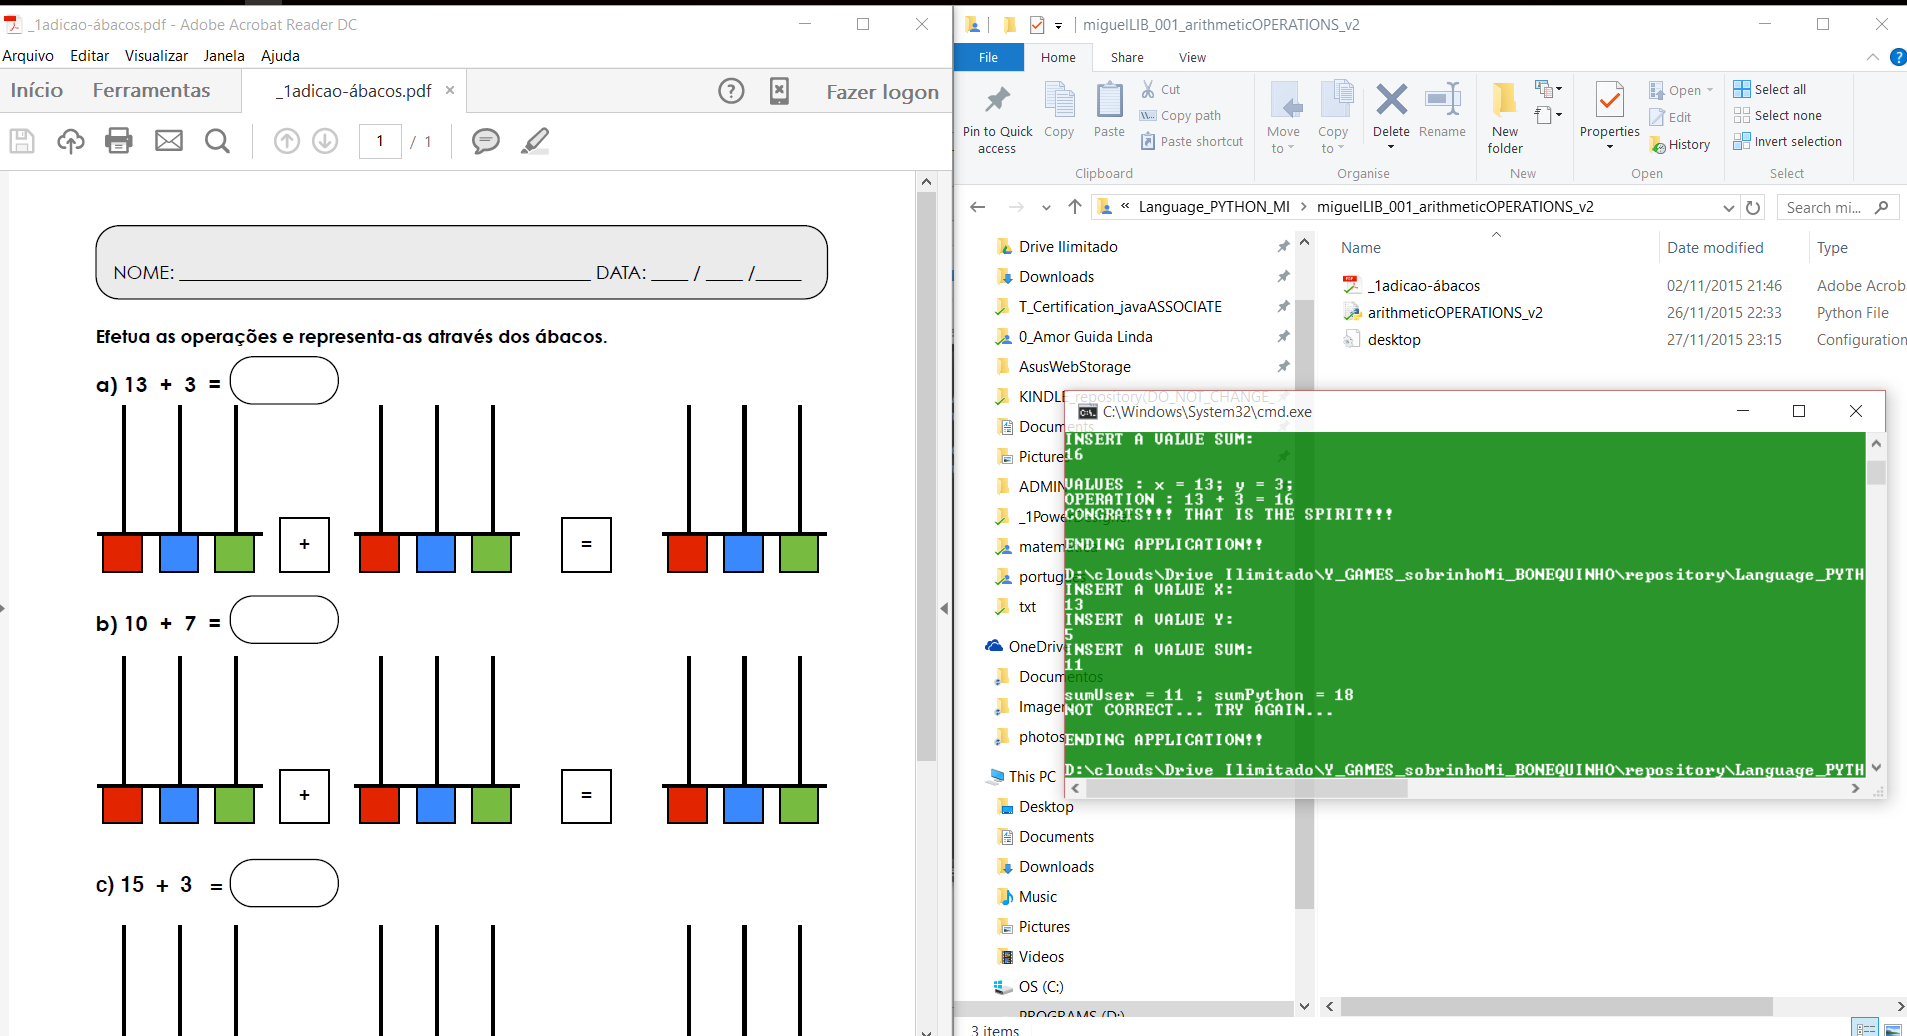 _1adicao-ábacos.pdf - Adobe Acrobat Reader DC
Arquivo Editar Visualizar Janela Ajuda
Início Ferramentas _1adicao-ábacos.pdf × Fazer logon
1 / 1
NOME: ________ DATA: ____ / ____ /_____
Efetua as operações e representa-as através dos ábacos.
a) 13 + 3 =
+ =
b) 10 + 7 =
+ =
c) 15 + 3 =
miguelLIB_001_arithmeticOPERATIONS_v2
File Home Share View
Pin to Quick access
Copy
Paste
Cut
Copy path
Paste shortcut
Clipboard
Move to
Copy to
Delete
Rename
Organise
New folder
New
Properties
Open
Edit
History
Open
Select all
Select none
Invert selection
Select
« Language_PYTHON_MI > miguelLIB_001_arithmeticOPERATIONS_v2
Search mi...
Drive Ilimitado
Downloads
T_Certification_javaASSOCIATE
0_Amor Guida Linda
AsusWebStorage
KINDLE_repository(DO_NOT_CHANGE_
Documents
Picture
ADMIN
_1Power
matem
portug
txt
OneDriv
Documentos
Imagen
photos
This PC
Desktop
Documents
Downloads
Music
Pictures
Videos
OS (C:)
PROGRAMS (D:)
3 items
Name Date modified Type
_1adicao-ábacos 02/11/2015 21:46 Adobe Acrob
arithmeticOPERATIONS_v2 26/11/2015 22:33 Python File
desktop 27/11/2015 23:15 Configuration
C:\Windows\System32\cmd.exe
INSERT A VALUE SUM:
16
VALUES : x = 13; y = 3;
OPERATION : 13 + 3 = 16
CONGRATS!!! THAT IS THE SPIRIT!!!
ENDING APPLICATION!!
D:\clouds\Drive Ilimitado\Y_GAMES_sobrinhoMi_BONEQUINHO\repository\Language_PYTH
INSERT A VALUE X:
13
INSERT A VALUE Y:
5
INSERT A VALUE SUM:
11
sumUser = 11 ; sumPython = 18
NOT CORRECT... TRY AGAIN...
ENDING APPLICATION!!
D:\clouds\Drive Ilimitado\Y_GAMES_sobrinhoMi_BONEQUINHO\repository\Language_PYTH